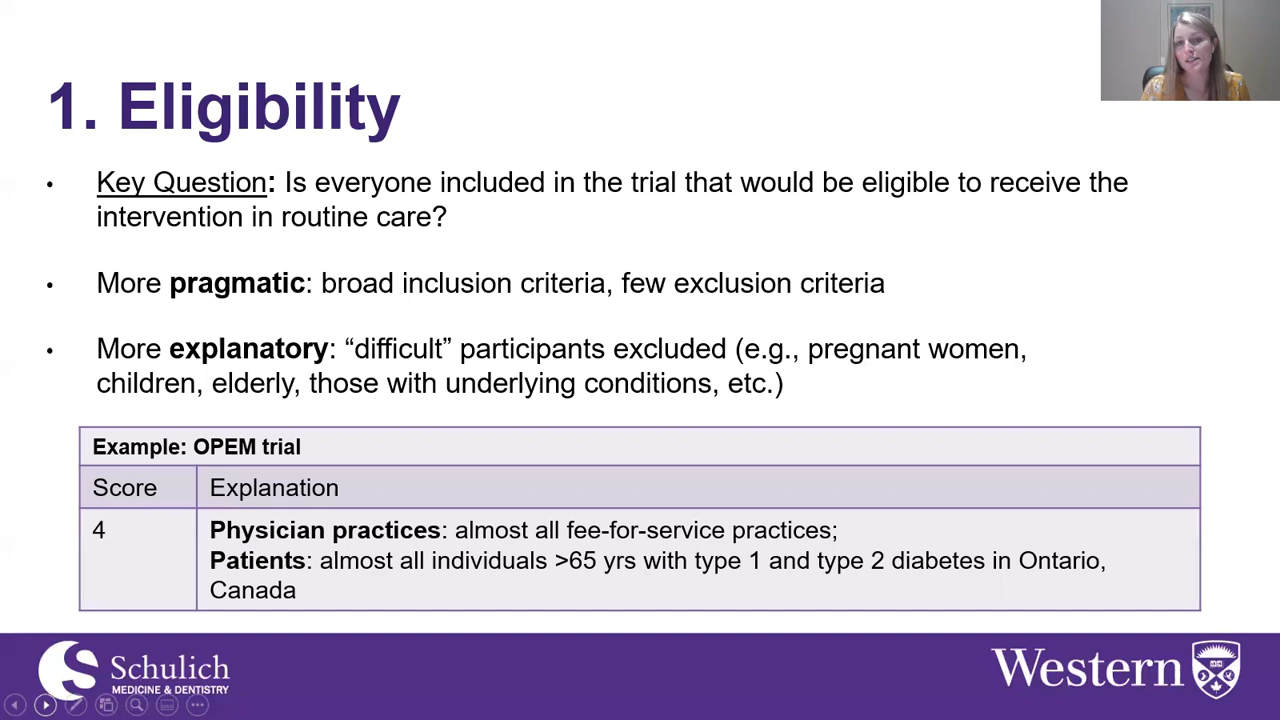 1. Eligibility
• Key Question: Is everyone included in the trial that would be eligible to receive the
intervention in routine care?
• More pragmatic: broad inclusion criteria, few exclusion criteria
• More explanatory: “difficult” participants excluded (e.g., pregnant women,
children, elderly, those with underlying conditions, etc.)
Example: OPEM trial
Score Explanation
4 Physician practices: almost all fee-for-service practices;
Patients: almost all individuals >65 yrs with type 1 and type 2 diabetes in Ontario,
Canada
Schulich
MEDICINE & DENTISTRY
Western